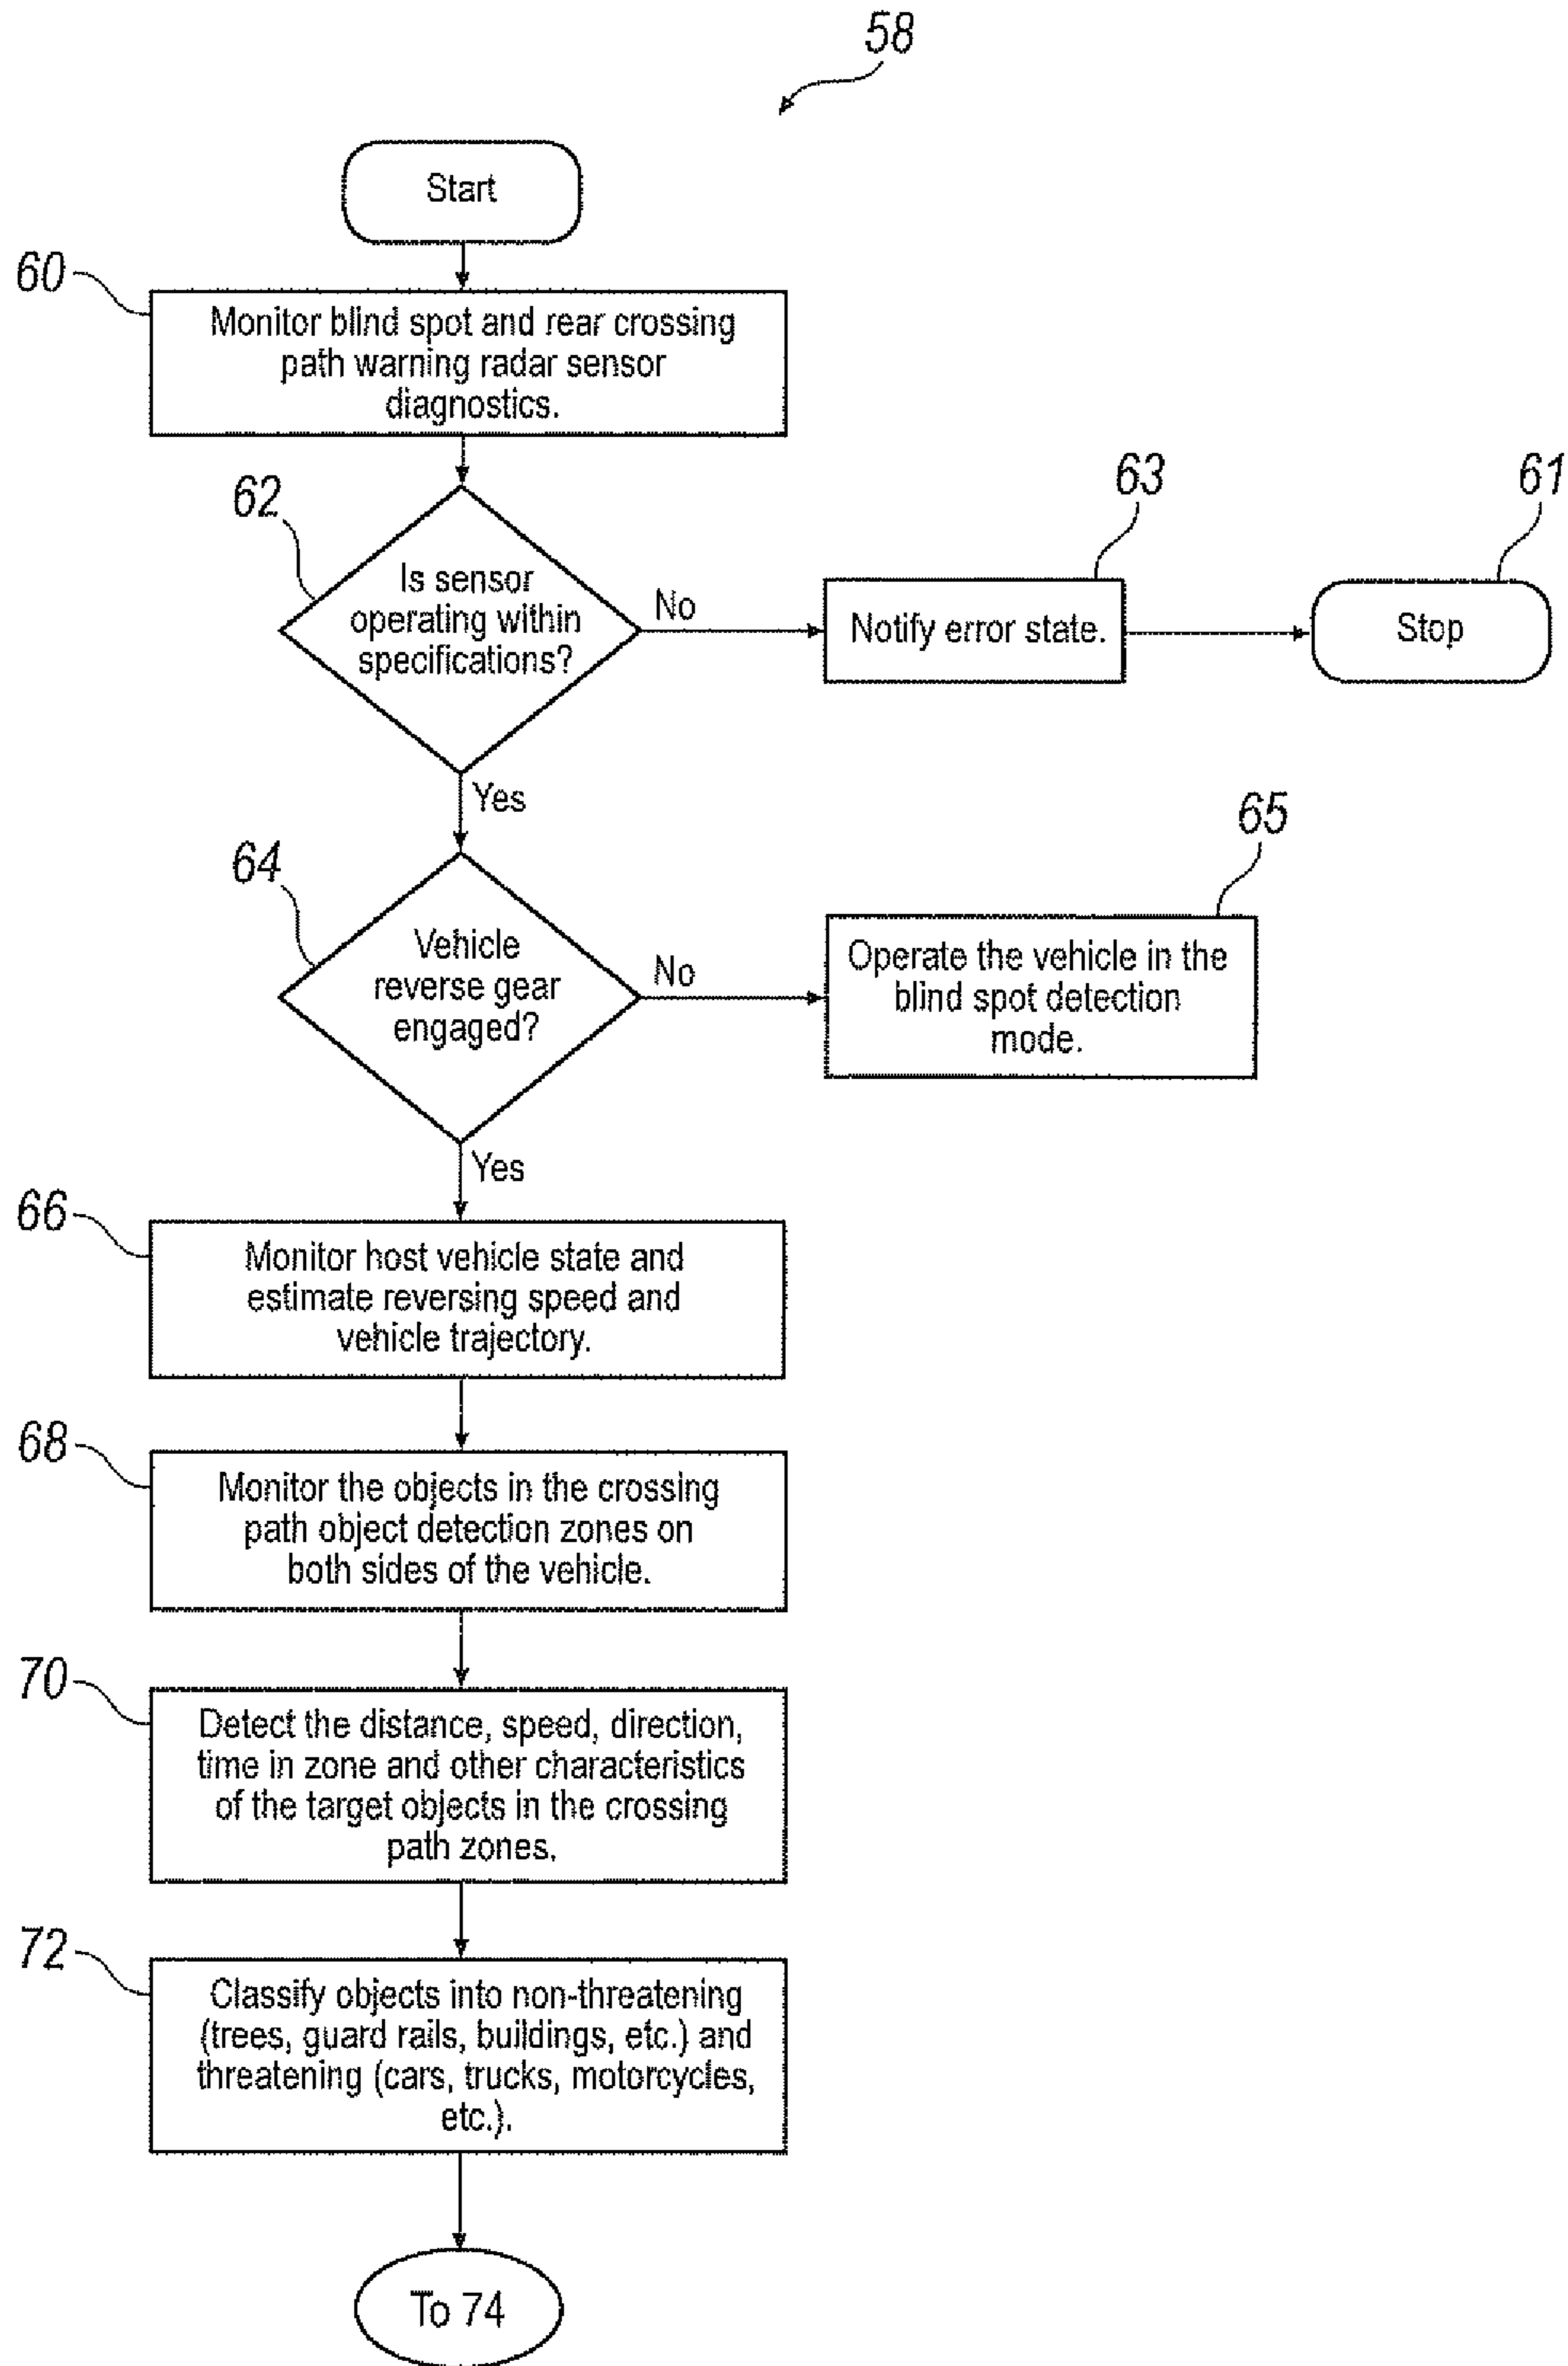 58
Start
60
Monitor blind spot and rear crossing
path warning radar sensor
diagnostics.
62
Is sensor
operating within
specifications?
No
63
Notify error state.
61
Stop
Yes
64
Vehicle
reverse gear
engaged?
No
65
Operate the vehicle in the
blind spot detection
mode.
Yes
66
Monitor host vehicle state and
estimate reversing speed and
vehicle trajectory.
68
Monitor the objects in the crossing
path object detection zones on
both sides of the vehicle.
70
Detect the distance, speed, direction,
time in zone and other characteristics
of the target objects in the crossing
path zones.
72
Classify objects into non-threatening
(trees, guard rails, buildings, etc.) and
threatening (cars, trucks, motorcycles,
etc.).
To 74